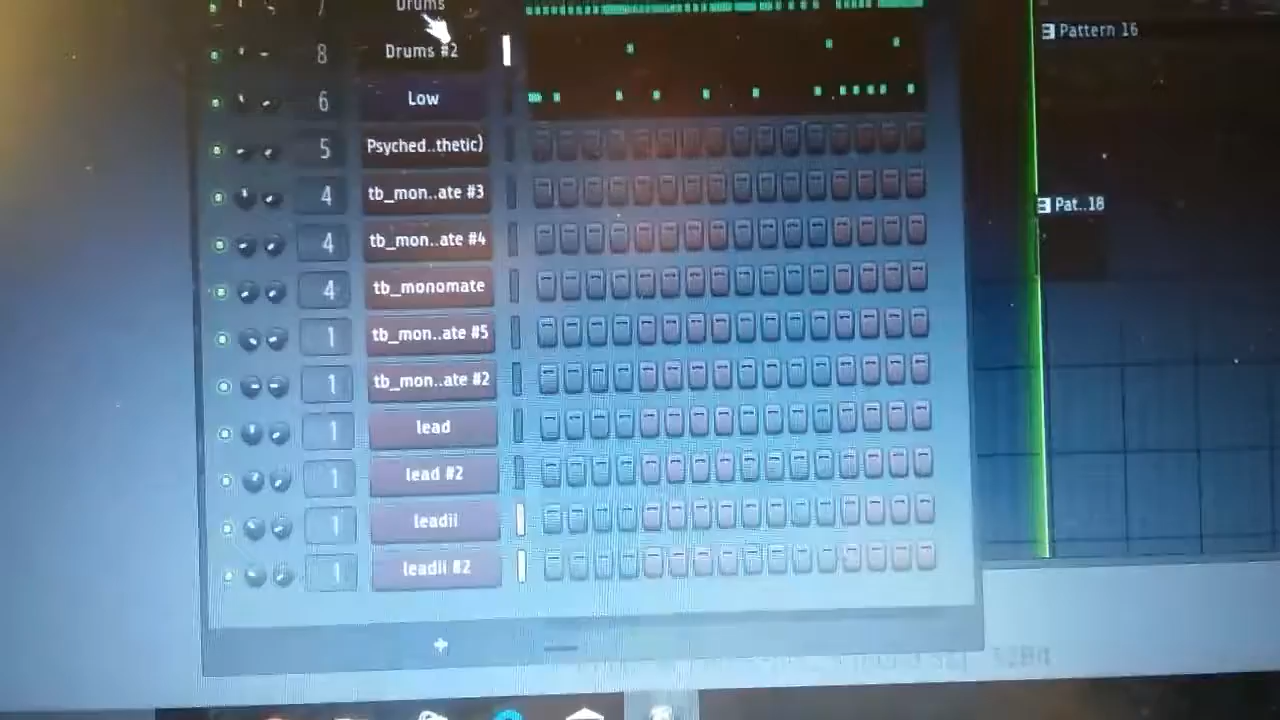 7 Drums
8 Drums #2
6 Low
5 Psyched..thetic)
4 tb_mon..ate #3
4 tb_mon..ate #4
4 tb_monomate
1 tb_mon..ate #5
1 tb_mon..ate #2
1 lead
1 lead #2
1 leadii
1 leadii #2
Pattern 16
Pat..18